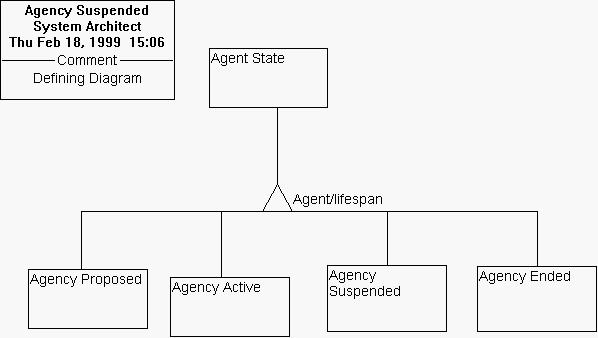 Agency Suspended
System Architect
Thu Feb 18, 1999  15:06
Comment
Defining Diagram
Agent State
Agent/lifespan
Agency Proposed
Agency Active
Agency
Suspended
Agency Ended